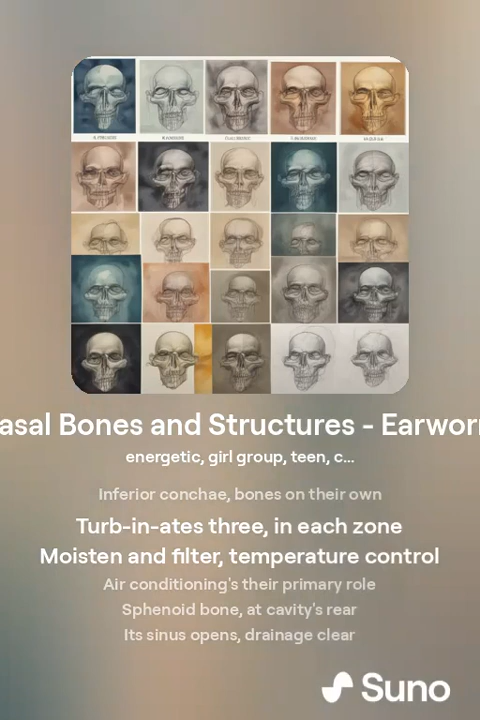 asal Bones and Structures - Earwor
energetic, girl group, teen, c...
Inferior conchae, bones on their own
Turb-in-ates three, in each zone
Moisten and filter, temperature control
Air conditioning's their primary role
Sphenoid bone, at cavity's rear
Its sinus opens, drainage clear
Suno